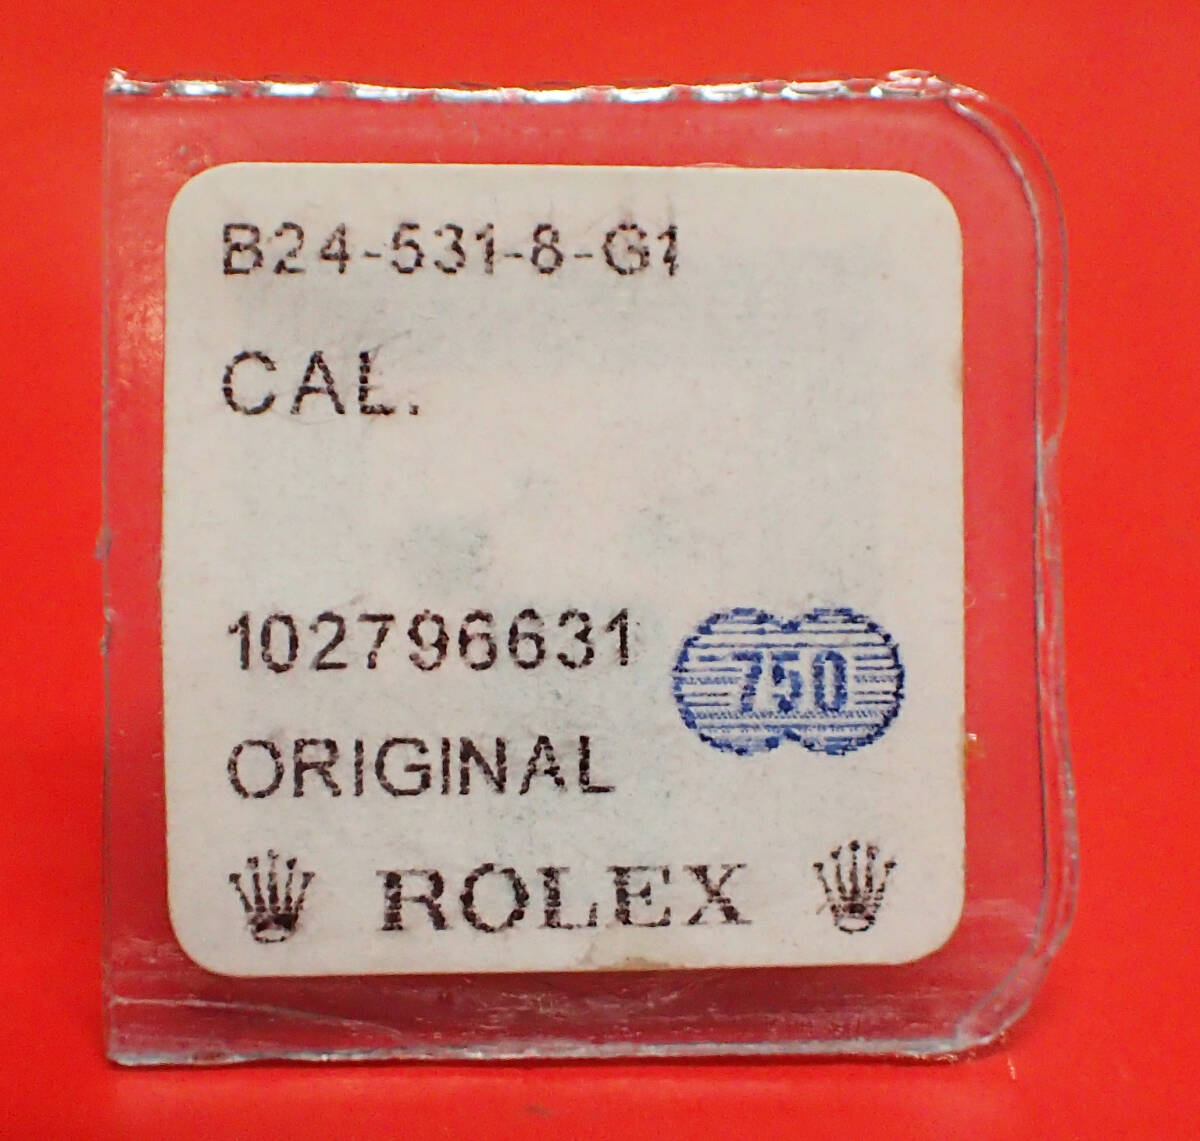 B24-531-8-G1
CAL.
102796631
750
ORIGINAL
ROLEX